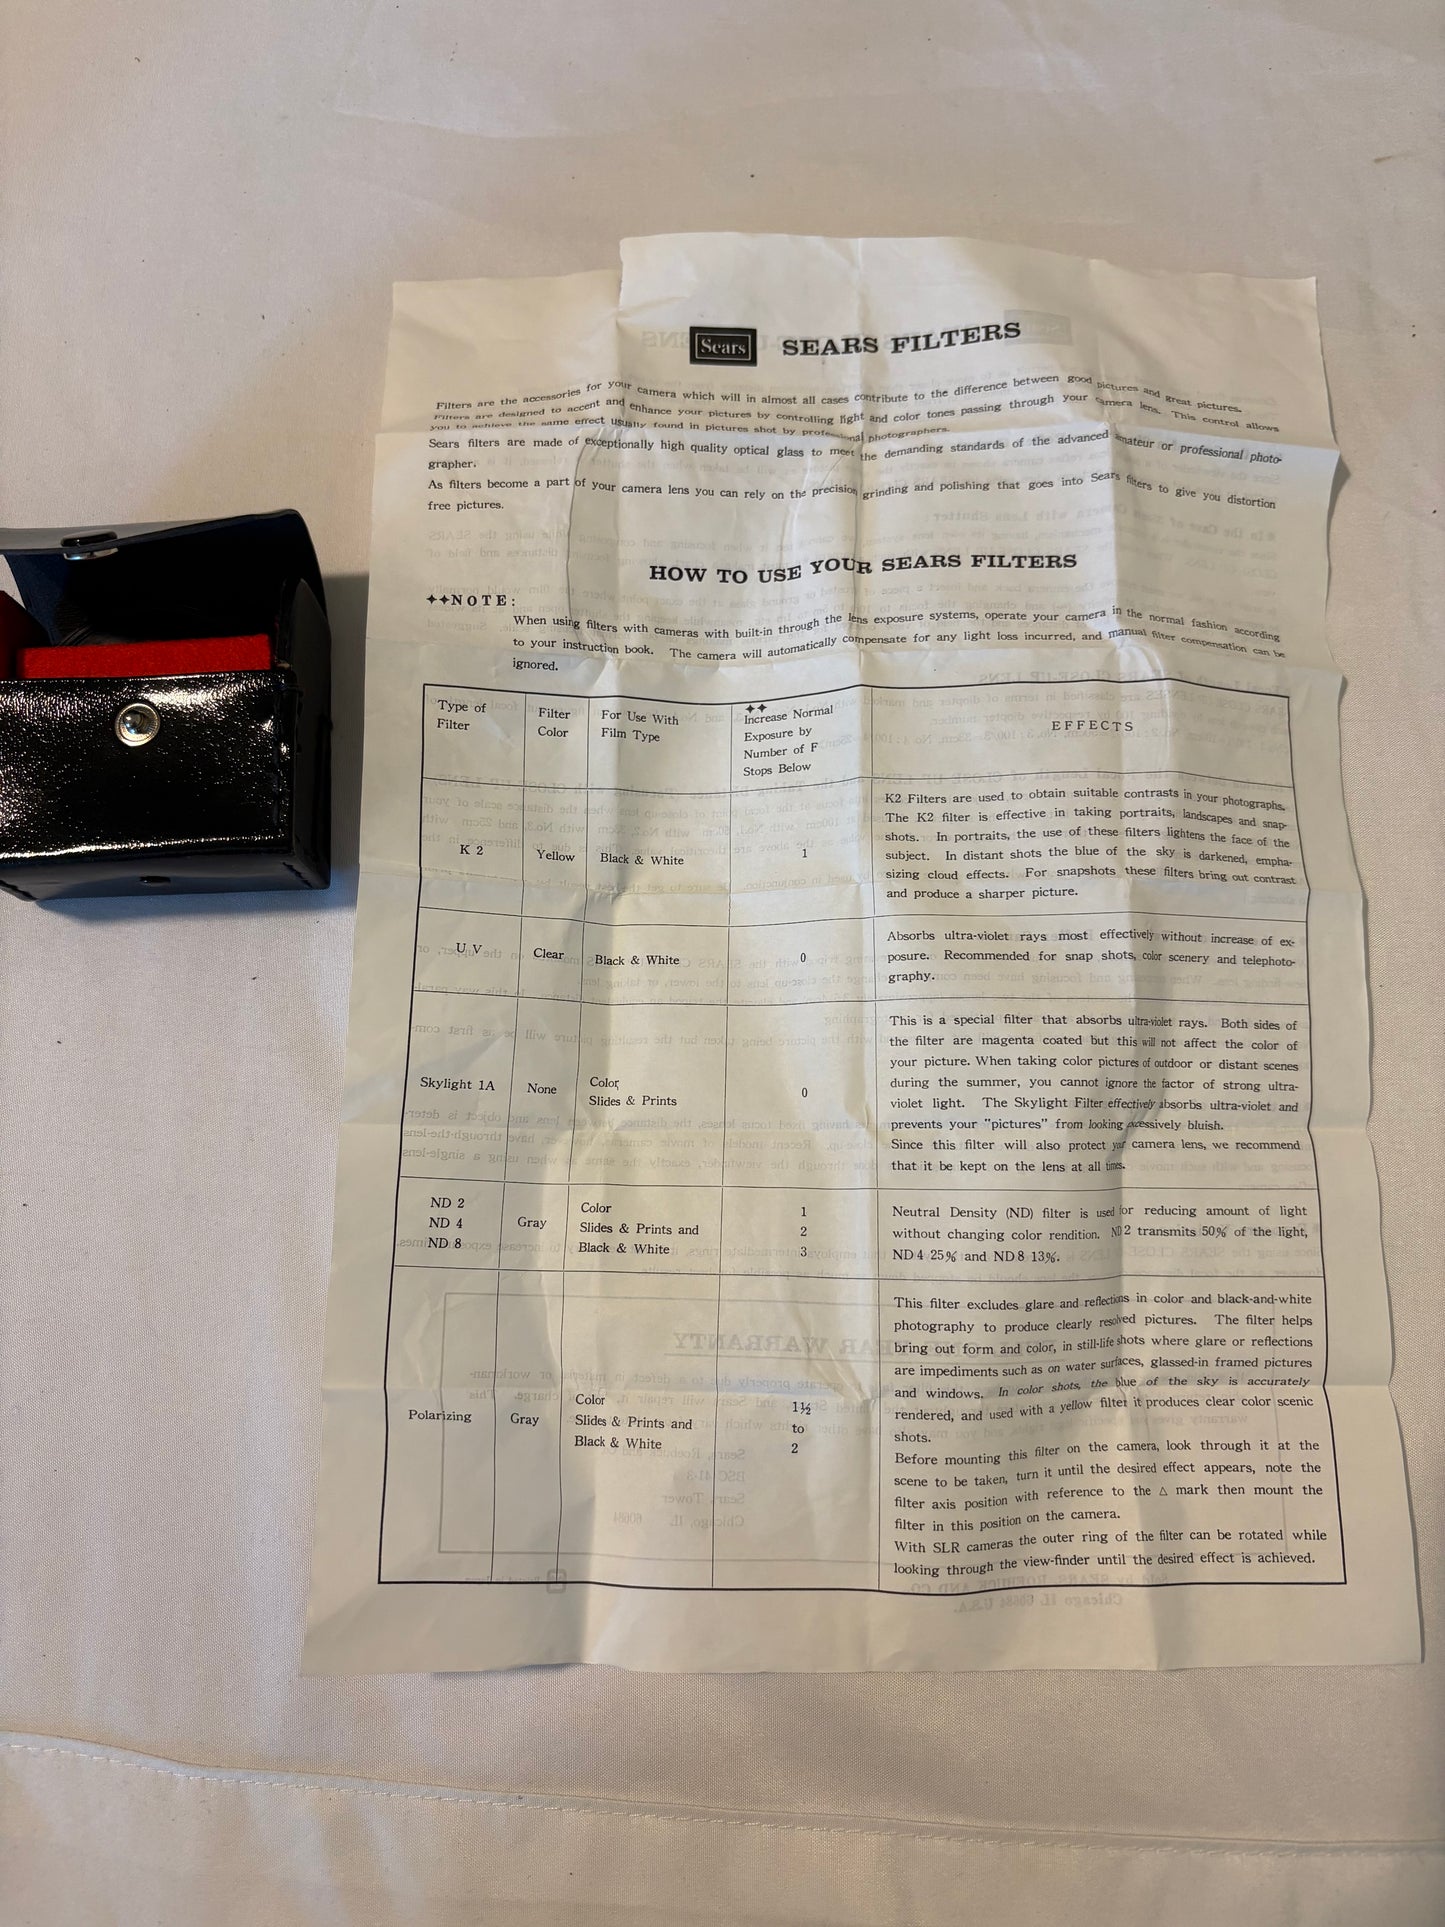 Sears SEARS FILTERS
Filters are the accessories for your camera which will in almost all cases contribute to the difference between good pictures and great pictures.
Filters are designed to accent and enhance your pictures by controlling light and color tones passing through your camera lens. This control allows
you to achieve the same effect usually found in pictures shot by professional photographers.
Sears filters are made of exceptionally high quality optical glass to meet the demanding standards of the advanced amateur or professional photo-
grapher.
As filters become a part of your camera lens you can rely on the precision grinding and polishing that goes into Sears filters to give you distortion
free pictures.
HOW TO USE YOUR SEARS FILTERS
✦✦NOTE:
When using filters with cameras with built-in through the lens exposure systems, operate your camera in the normal fashion according
to your instruction book. The camera will automatically compensate for any light loss incurred, and manual filter compensation can be
ignored.
Type of
Filter
Filter
Color
For Use With
Film Type
✦✦
Increase Normal
Exposure by
Number of F
Stops Below
EFFECTS
K 2
Yellow
Black & White
1
K2 Filters are used to obtain suitable contrasts in your photographs.
The K2 filter is effective in taking portraits, landscapes and snap-
shots. In portraits, the use of these filters lightens the face of the
subject. In distant shots the blue of the sky is darkened, empha-
sizing cloud effects. For snapshots these filters bring out contrast
and produce a sharper picture.
U V
Clear
Black & White
0
Absorbs ultra-violet rays most effectively without increase of ex-
posure. Recommended for snap shots, color scenery and telephoto-
graphy.
Skylight 1A
None
Color,
Slides & Prints
0
This is a special filter that absorbs ultra-violet rays. Both sides of
the filter are magenta coated but this will not affect the color of
your picture. When taking color pictures of outdoor or distant scenes
during the summer, you cannot ignore the factor of strong ultra-
violet light. The Skylight Filter effectively absorbs ultra-violet and
prevents your "pictures" from looking excessively bluish.
Since this filter will also protect your camera lens, we recommend
that it be kept on the lens at all times.
ND 2
ND 4
ND 8
Gray
Color
Slides & Prints and
Black & White
1
2
3
Neutral Density (ND) filter is used for reducing amount of light
without changing color rendition. ND 2 transmits 50% of the light,
ND 4 25% and ND 8 13%.
Polarizing
Gray
Color
Slides & Prints and
Black & White
1½
to
2
This filter excludes glare and reflections in color and black-and-white
photography to produce clearly resolved pictures. The filter helps
bring out form and color, in still-life shots where glare or reflections
are impediments such as on water surfaces, glassed-in framed pictures
and windows. In color shots, the blue of the sky is accurately
rendered, and used with a yellow filter it produces clear color scenic
shots.
Before mounting this filter on the camera, look through it at the
scene to be taken, turn it until the desired effect appears, note the
filter axis position with reference to the △ mark then mount the
filter in this position on the camera.
With SLR cameras the outer ring of the filter can be rotated while
looking through the view-finder until the desired effect is achieved.